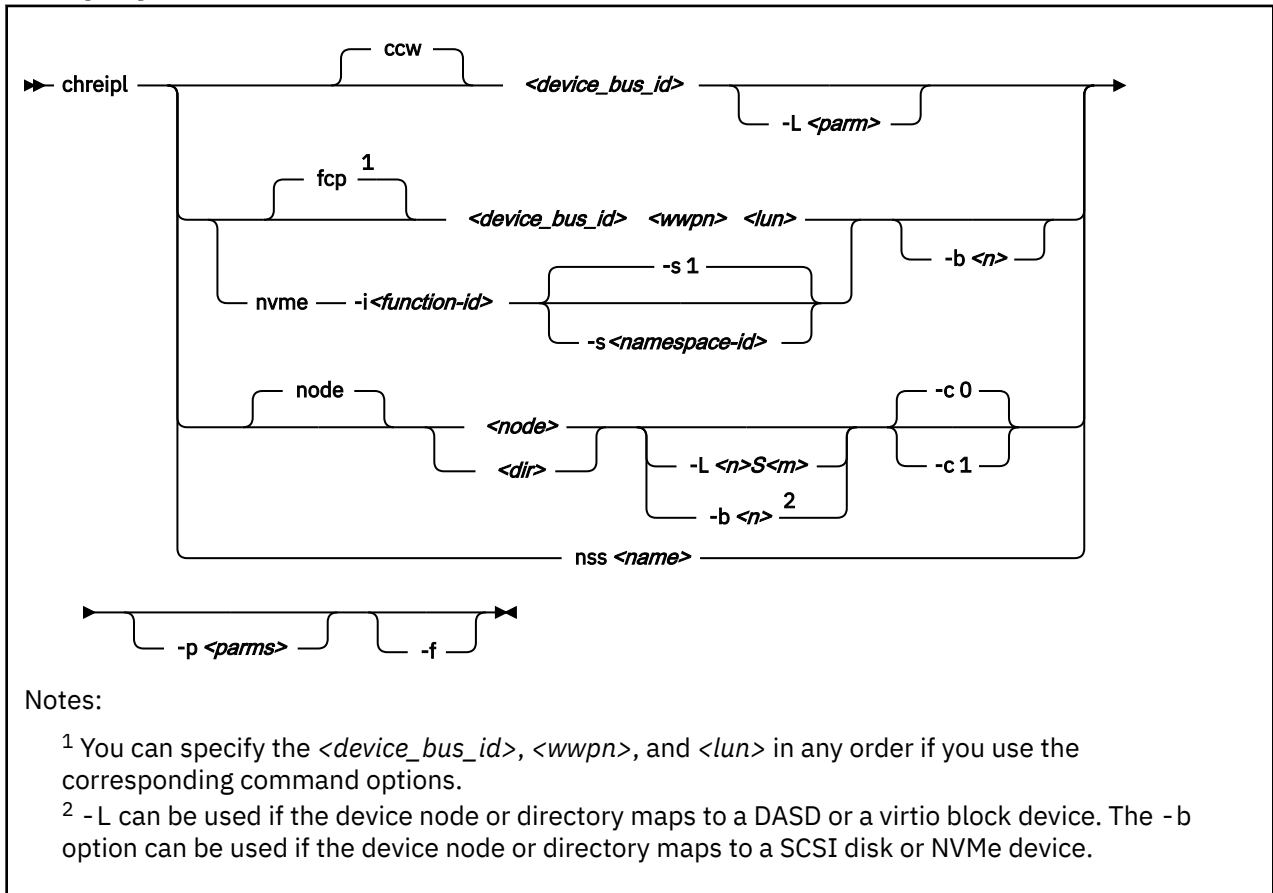 ccw
chreipl <device_bus_id>
-L <parm>
fcp 1
<device_bus_id> <wwpn> <lun>
-s 1
-b <n>
nvme -i<function-id>
-s<namespace-id>
node
-c 0
<node>
<dir>
-L <n>S<m>
-c 1
-b <n> 2
nss <name>
-p <parms>
-f
Notes:
1 You can specify the <device_bus_id>, <wwpn>, and <lun> in any order if you use the
corresponding command options.
2 -L can be used if the device node or directory maps to a DASD or a virtio block device. The -b
option can be used if the device node or directory maps to a SCSI disk or NVMe device.